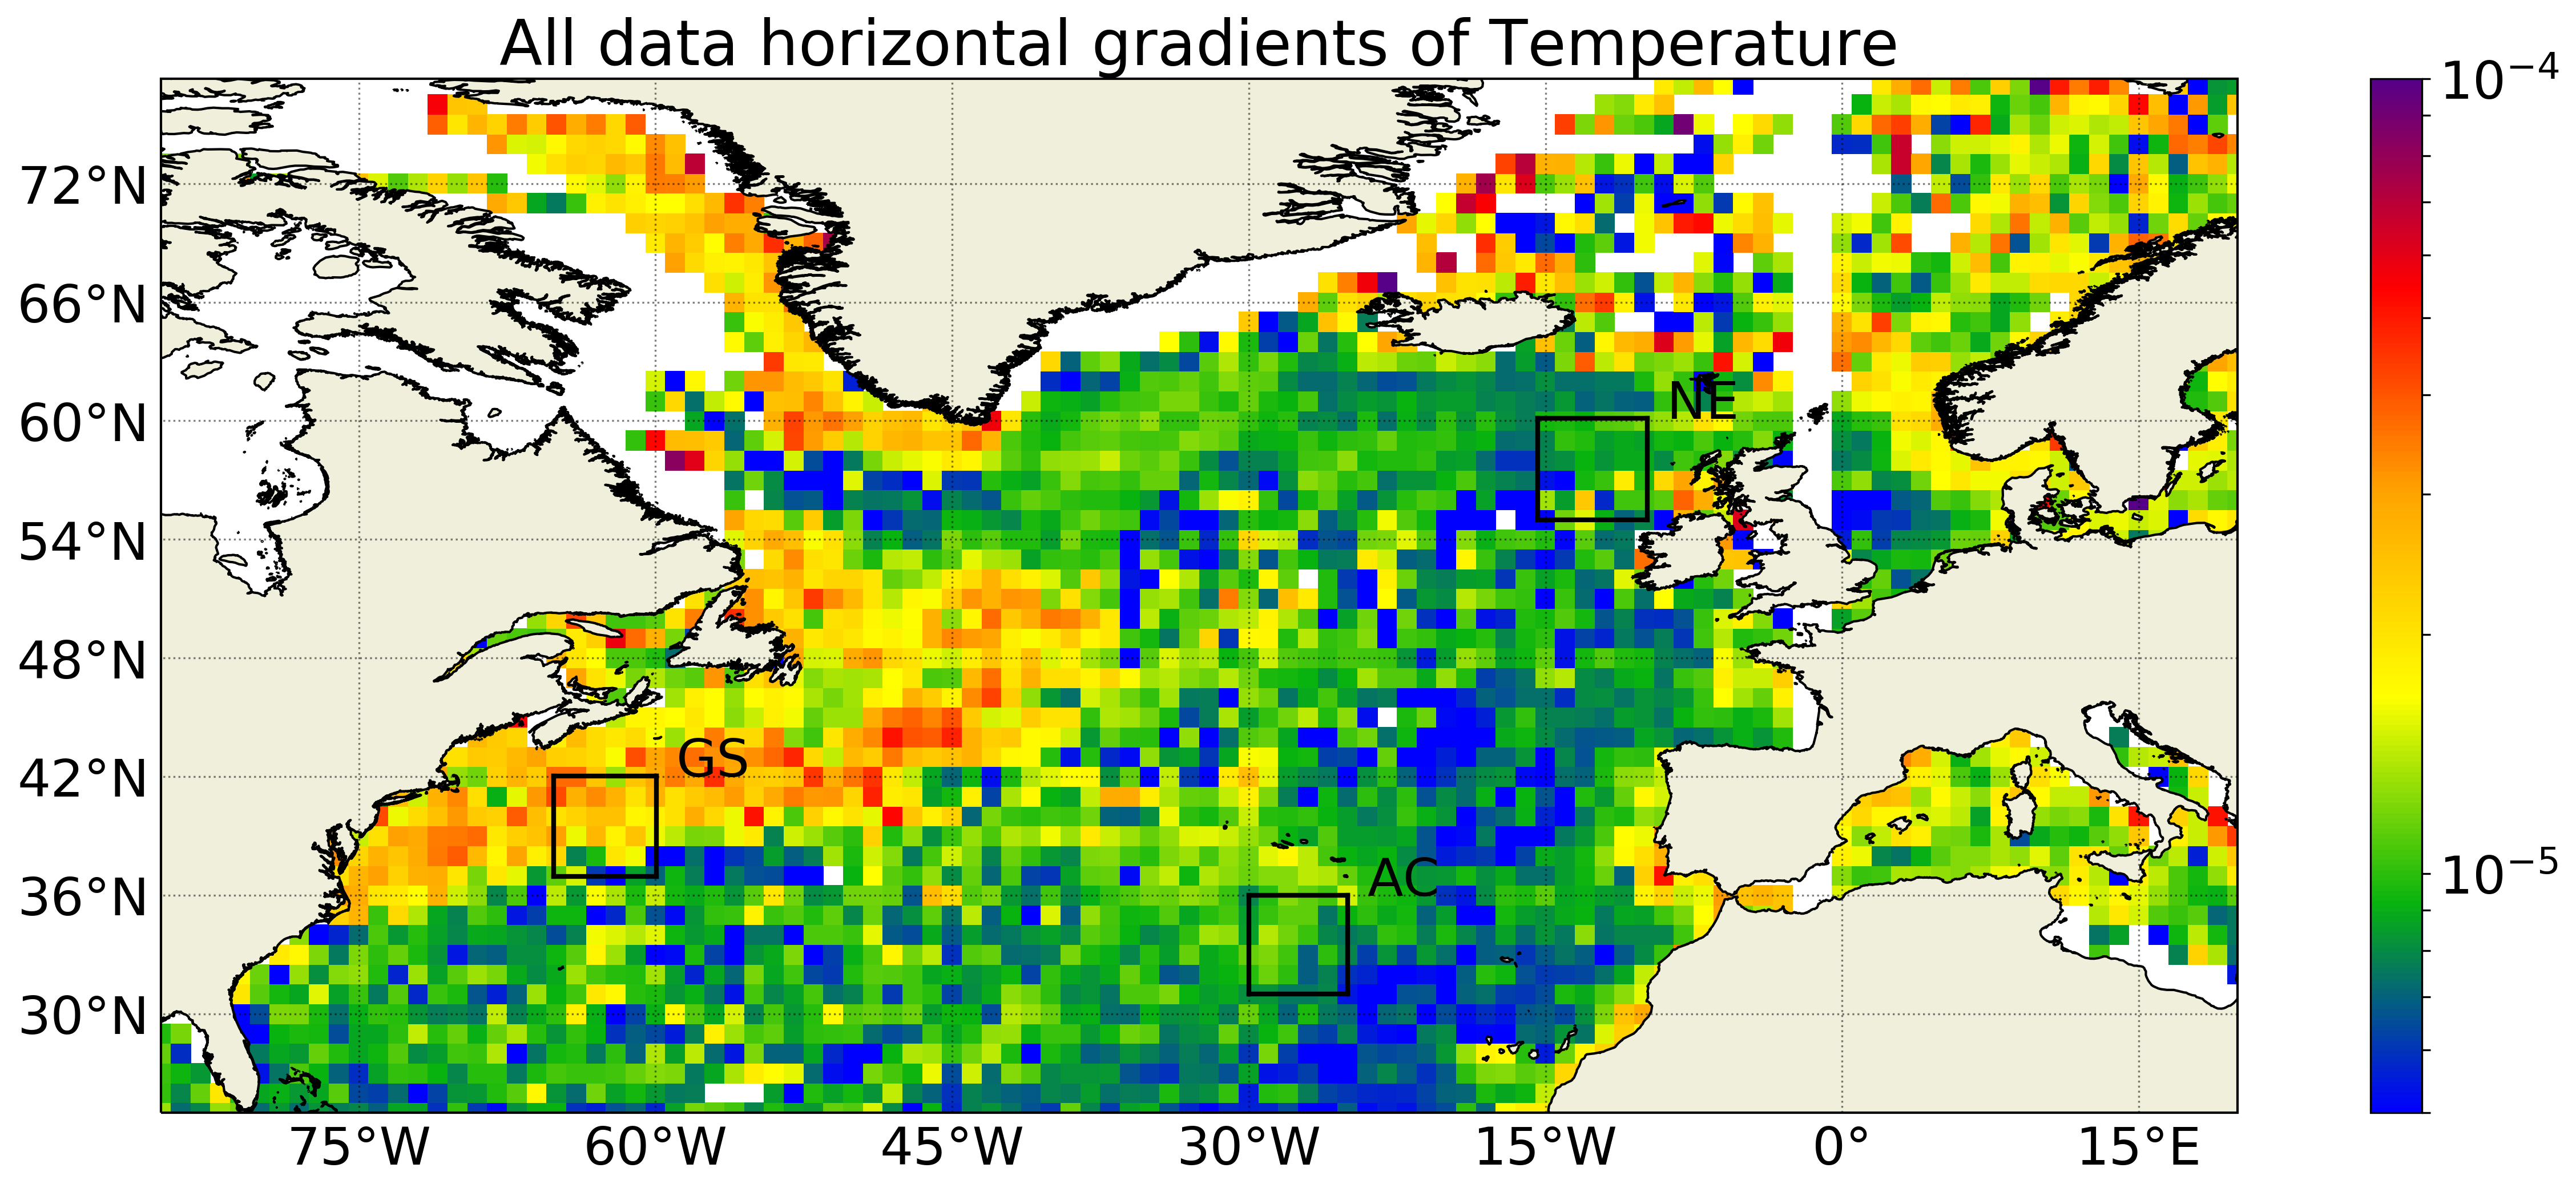 All data horizontal gradients of Temperature
10⁻⁴
72°N
66°N
60°N
NE
54°N
48°N
GS
42°N
AC
10⁻⁵
36°N
30°N
75°W 60°W 45°W 30°W 15°W 0° 15°E